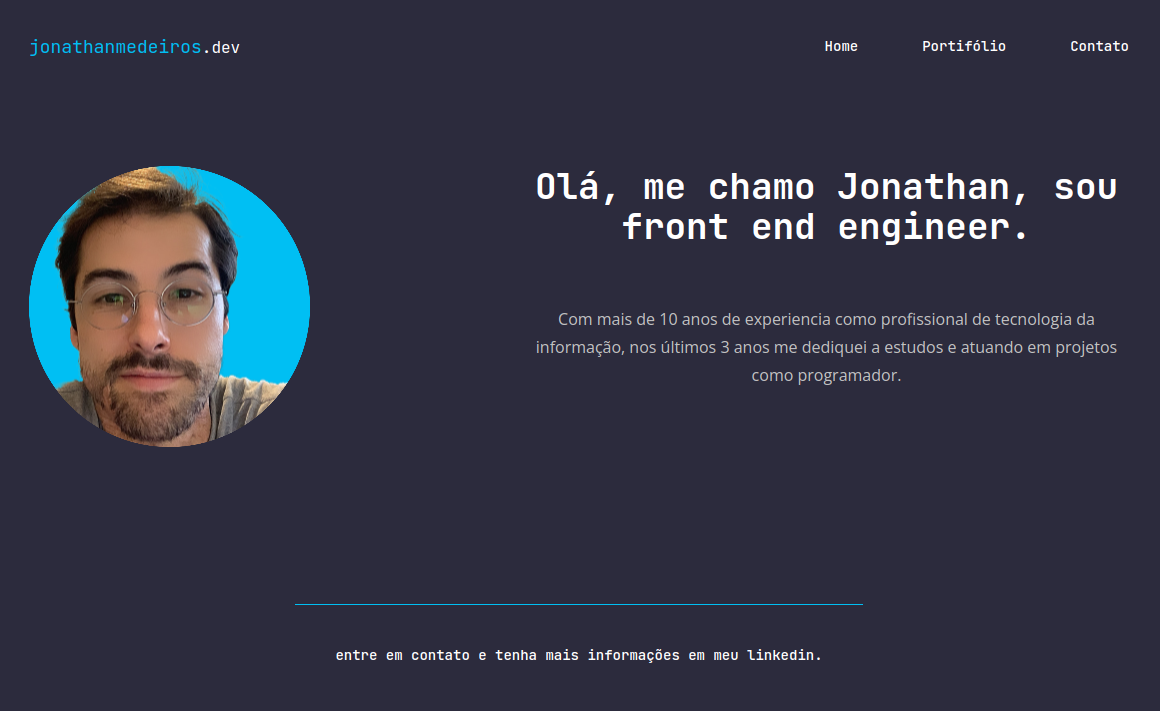 jonathanmedeiros.dev
Home
Portifólio
Contato
Olá, me chamo Jonathan, sou
front end engineer.
Com mais de 10 anos de experiencia como profissional de tecnologia da
informação, nos últimos 3 anos me dediquei a estudos e atuando em projetos
como programador.
entre em contato e tenha mais informações em meu linkedin.